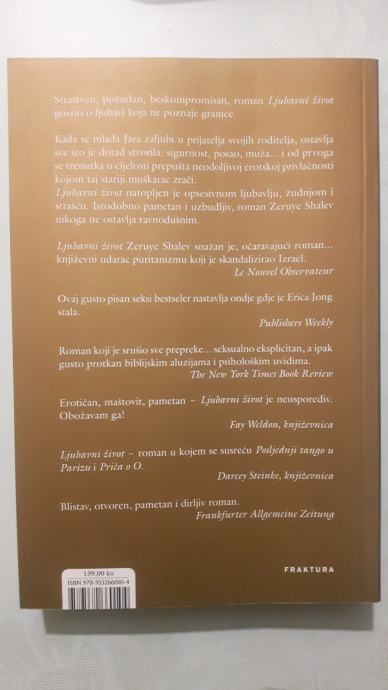 Strastven, požudan, beskompromisan, roman Ljubavni život
govori o ljubavi koja ne poznaje granice.
Kada se mlada Jara zaljubi u prijatelja svojih roditelja, ostavlja
sve što je dotad stvorila: sigurnost, posao, muža... i od prvoga
se trenutka u cijelosti prepušta neodoljivoj erotskoj privlačnosti
kojom taj stariji muškarac zrači.
Ljubavni život natopljen je opsesivnom ljubavlju, žudnjom i
strašću. Istodobno pametan i uzbudljiv, roman Zeruye Shalev
nikoga ne ostavlja ravnodušnim.
Ljubavni život Zeruye Shalev snažan je, očaravajući roman...
književni udarac puritanizmu koji je skandalizirao Izrael.
Le Nouvel Observateur
Ovaj gusto pisan seksi bestseler nastavlja ondje gdje je Erica Jong
stala.
Publishers Weekly
Roman koji je srušio sve prepreke... seksualno eksplicitan, a ipak
gusto protkan biblijskim aluzijama i psihološkim uvidima.
The New York Times Book Review
Erotičan, maštovit, pametan – Ljubavni život je neusporediv.
Obožavam ga!
Fay Weldon, književnica
Ljubavni život – roman u kojem se susreću Posljednji tango u
Parizu i Priča o O.
Darcey Steinke, književnica
Blistav, otvoren, pametan i dirljiv roman.
Frankfurter Allgemeine Zeitung
FRAKTURA
139,00 kn
ISBN 978-953266010-4